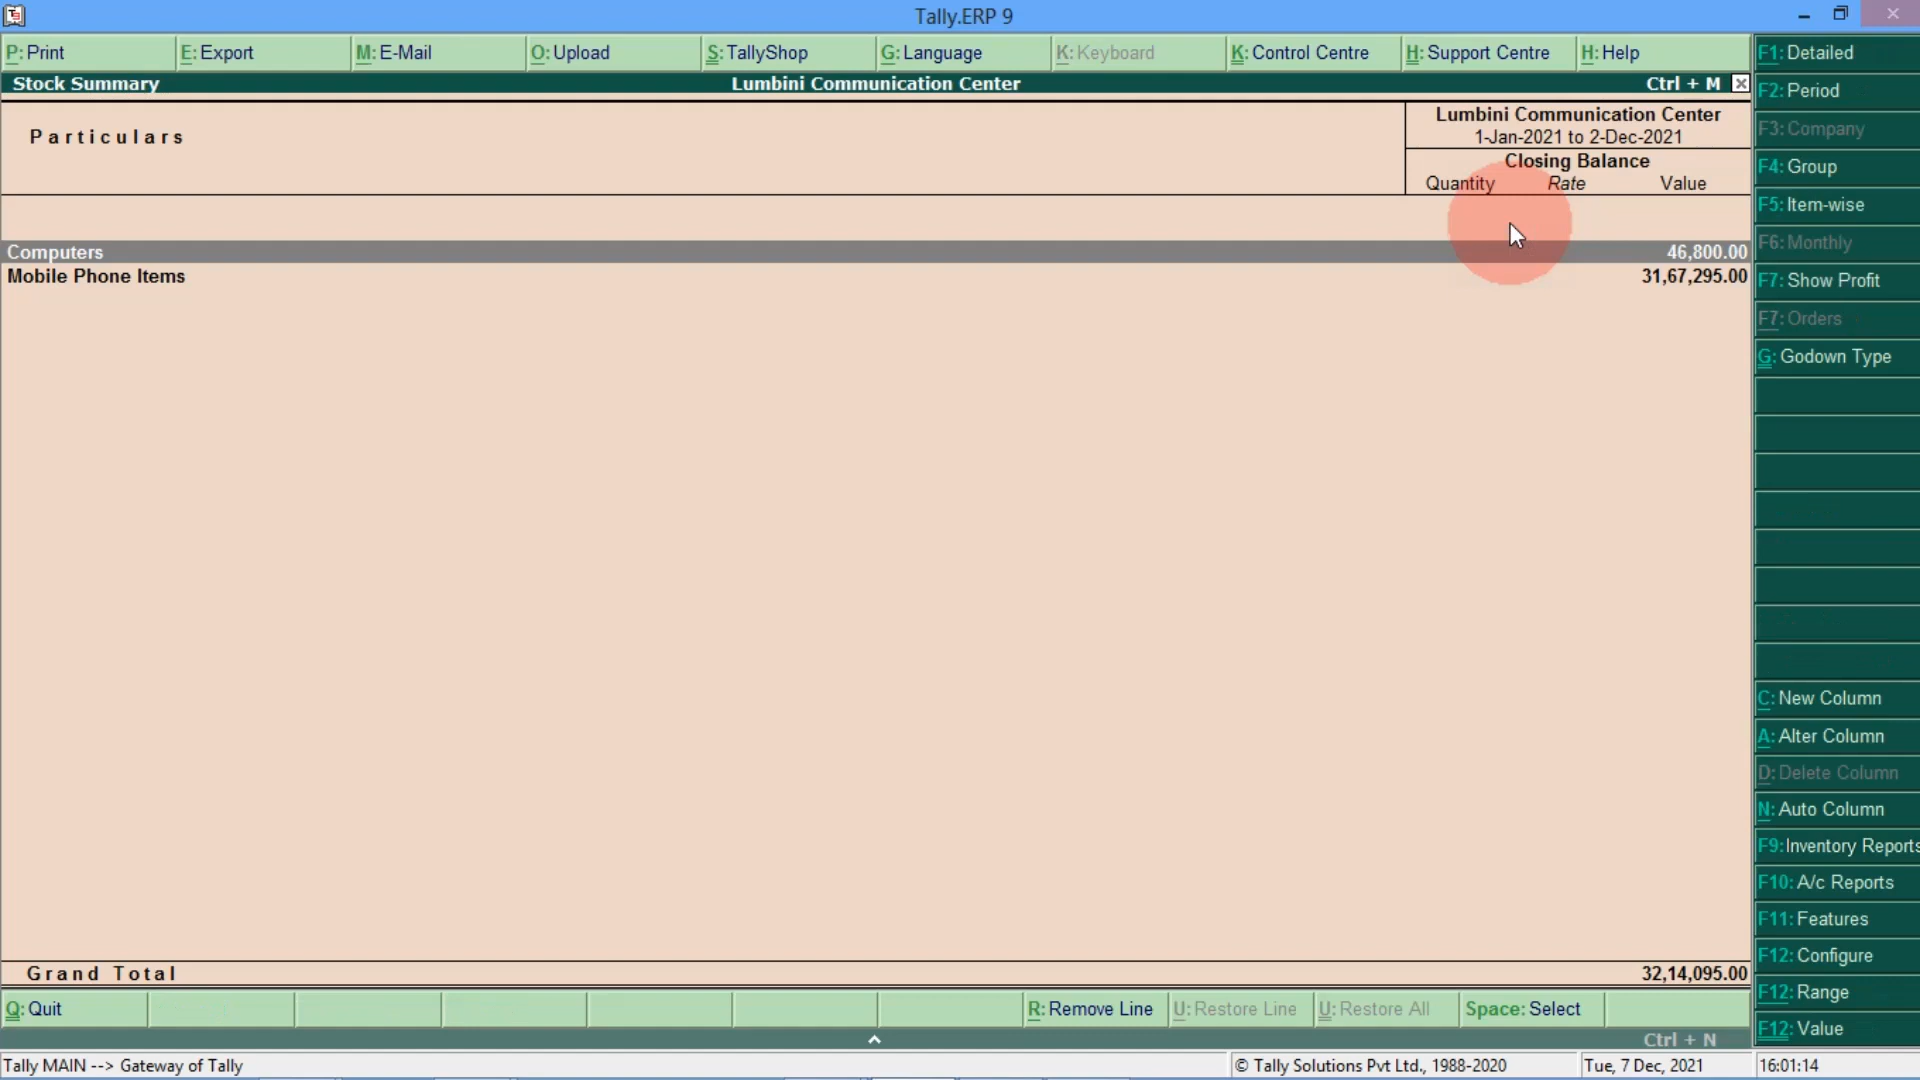 Tally.ERP 9
P: Print E: Export M: E-Mail O: Upload S: TallyShop G: Language K: Keyboard K: Control Centre H: Support Centre H: Help
Stock Summary Lumbini Communication Center Ctrl + M
Particulars
Lumbini Communication Center
1-Jan-2021 to 2-Dec-2021
Closing Balance
Quantity Rate Value
Computers 46,800.00
Mobile Phone Items 31,67,295.00
Grand Total 32,14,095.00
Q: Quit R: Remove Line U: Restore Line U: Restore All Space: Select
Ctrl + N
F1: Detailed
F2: Period
F3: Company
F4: Group
F5: Item-wise
F6: Monthly
F7: Show Profit
F7: Orders
G: Godown Type
C: New Column
A: Alter Column
D: Delete Column
N: Auto Column
F9: Inventory Reports
F10: A/c Reports
F11: Features
F12: Configure
F12: Range
F12: Value
Tally MAIN --> Gateway of Tally © Tally Solutions Pvt Ltd., 1988-2020 Tue, 7 Dec, 2021 16:01:14